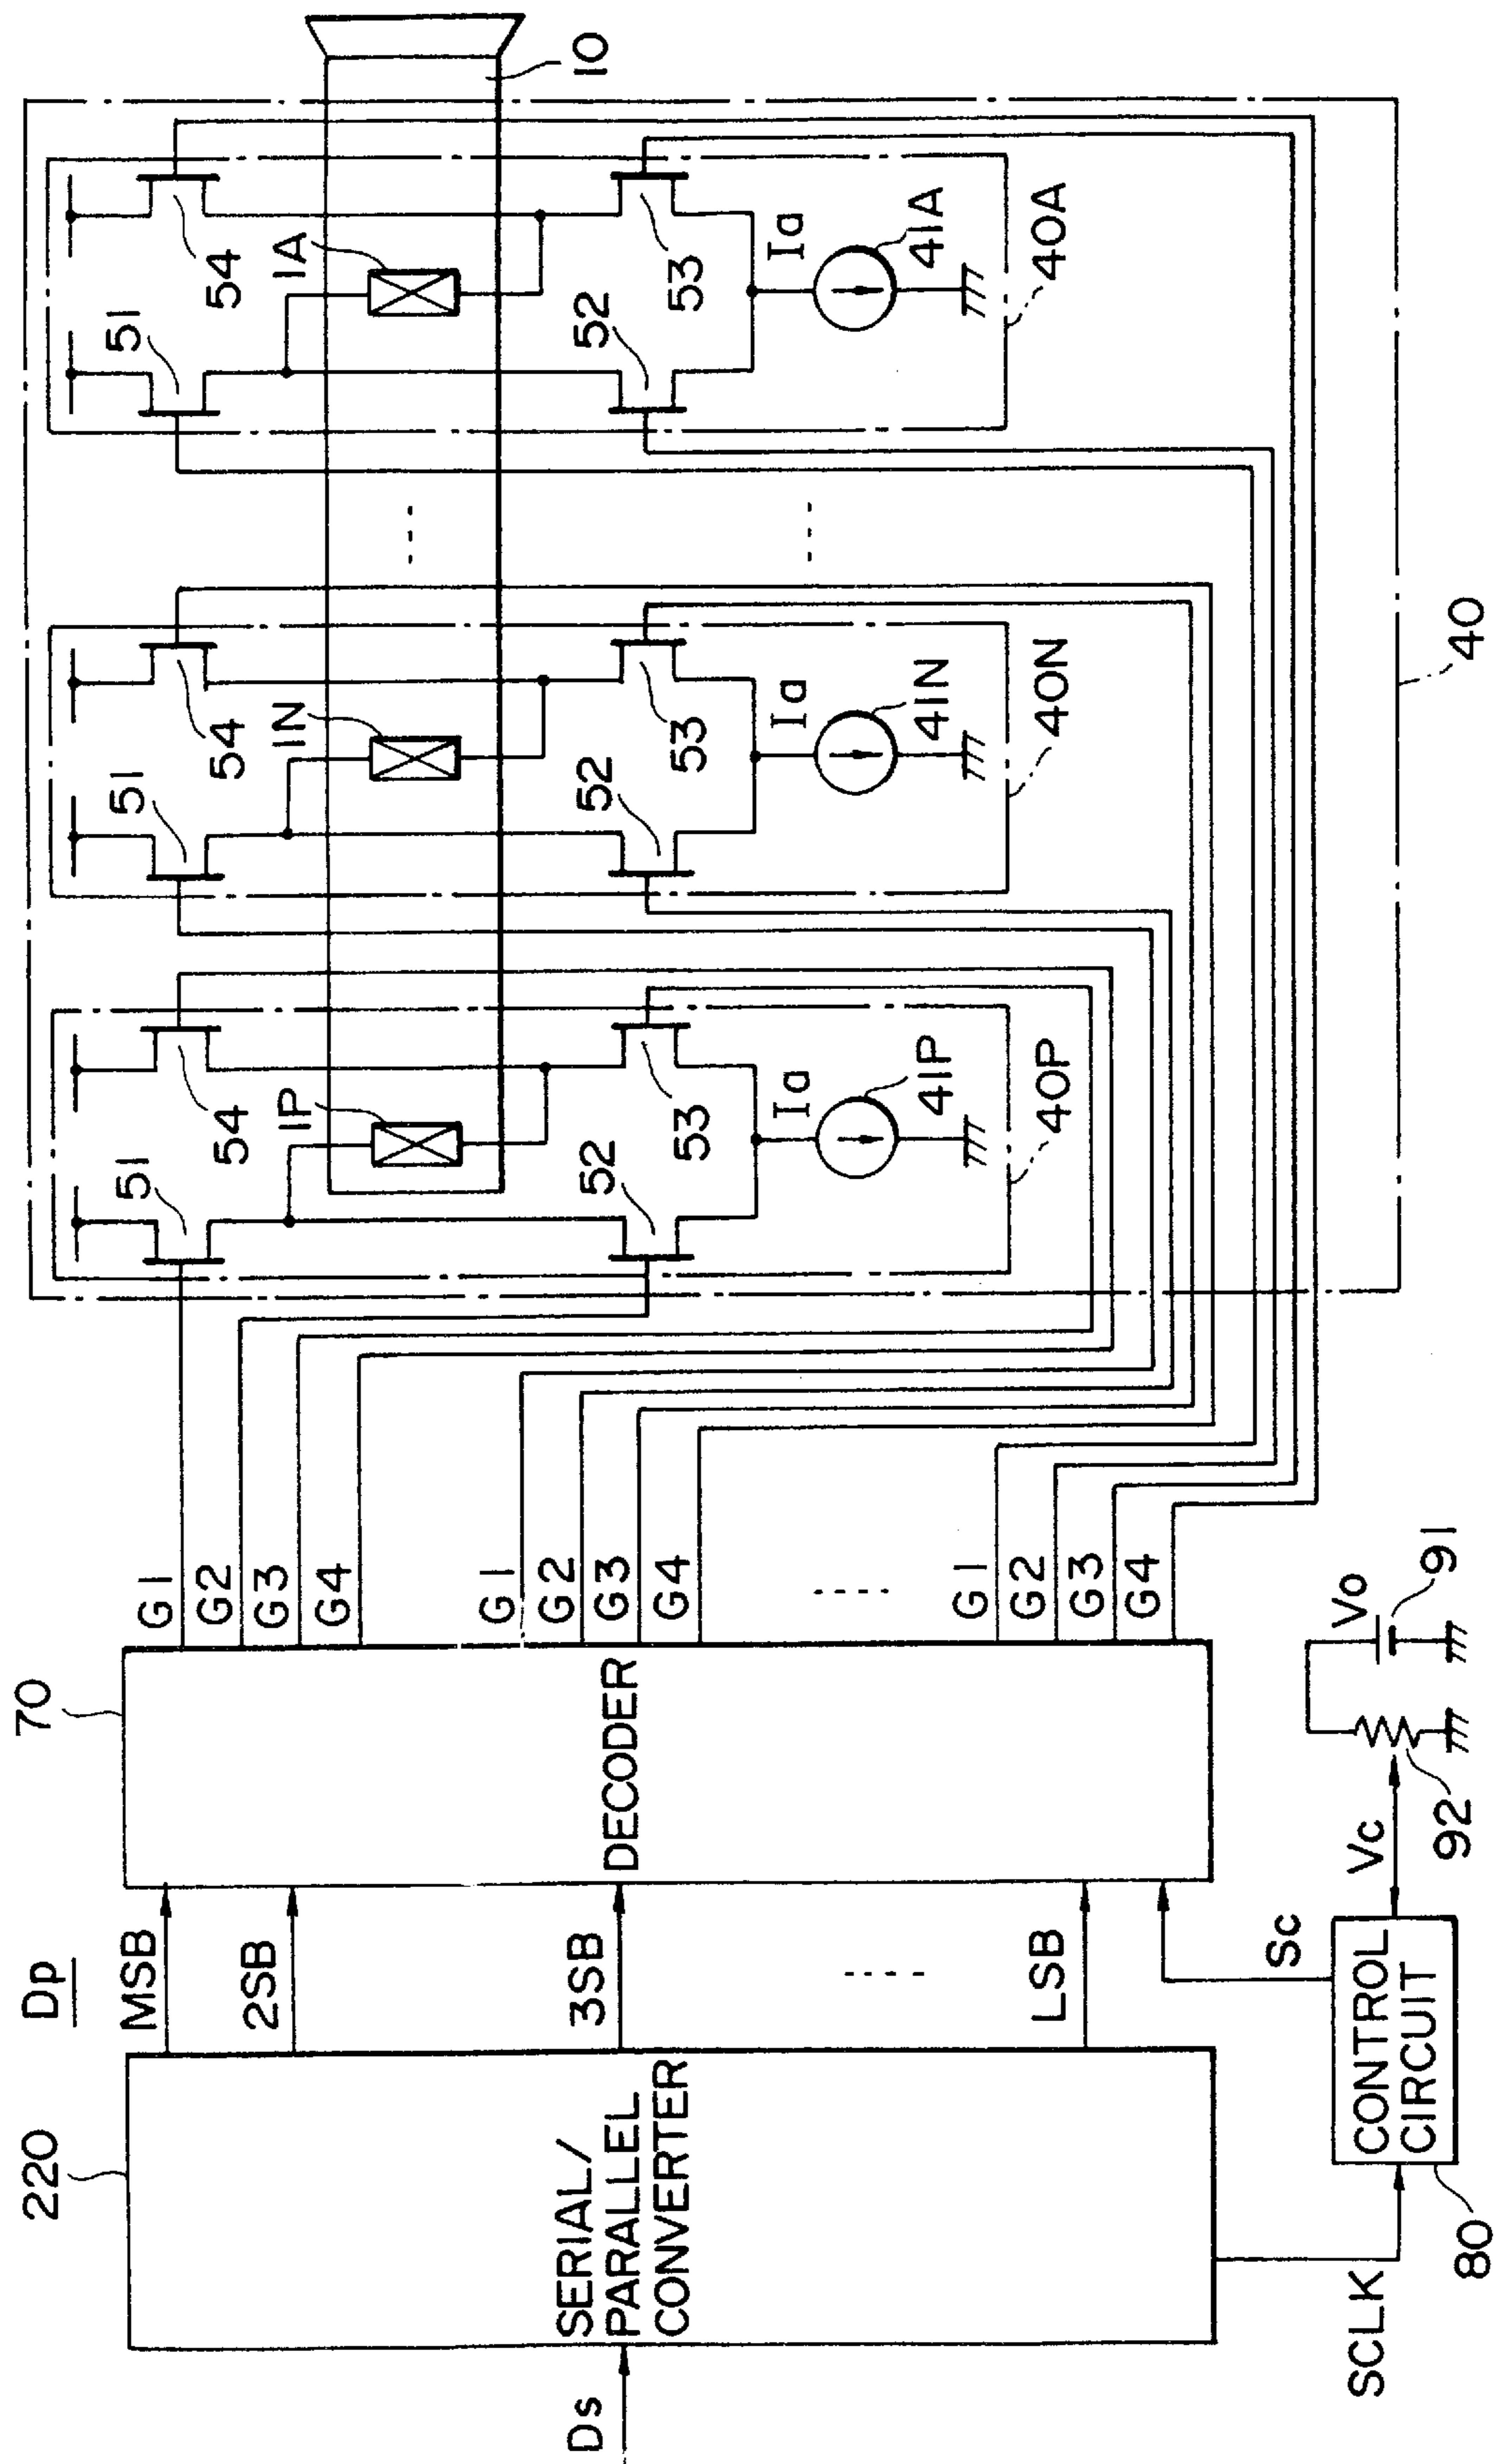 Ds
220
SERIAL/
PARALLEL
CONVERTER
SCLK
Dp
MSB
2SB
3SB
LSB
80
CONTROL
CIRCUIT
Sc
Vc
92
91
Vo
70
DECODER
G1
G2
G3
G4
G1
G2
G3
G4
G1
G2
G3
G4
51
54
1P
52
53
Ia
41P
40P
51
54
1N
52
53
Ia
41N
40N
51
54
1A
52
53
Ia
41A
40A
40
10